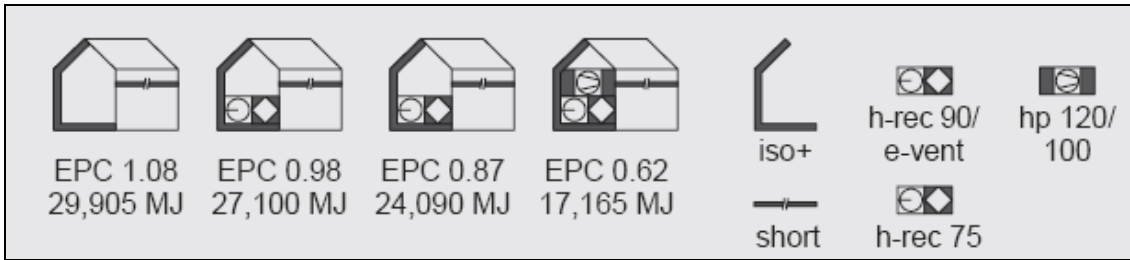 EPC 1.08
29,905 MJ
EPC 0.98
27,100 MJ
EPC 0.87
24,090 MJ
EPC 0.62
17,165 MJ
iso+
h-rec 90/
e-vent
hp 120/
100
short
h-rec 75